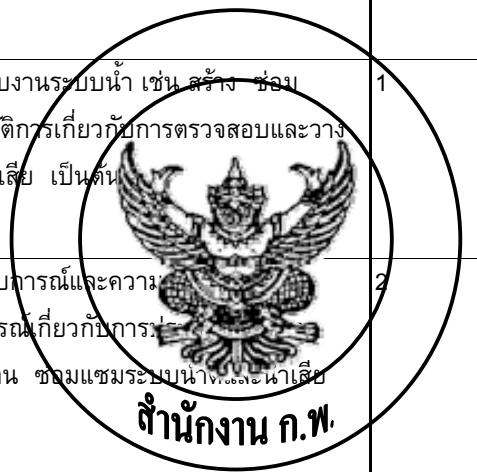 บงานระบบน้ำ เช่น สร้าง ซ่อม 1
ติการเกี่ยวกับการตรวจสอบและวาง
เสีย เป็นต้น
บการณ์และความ 2
รณ์เกี่ยวกับการ
าน ซ่อมแซมระบบน้ำดีและน้ำเสีย
สำนักงาน ก.พ.